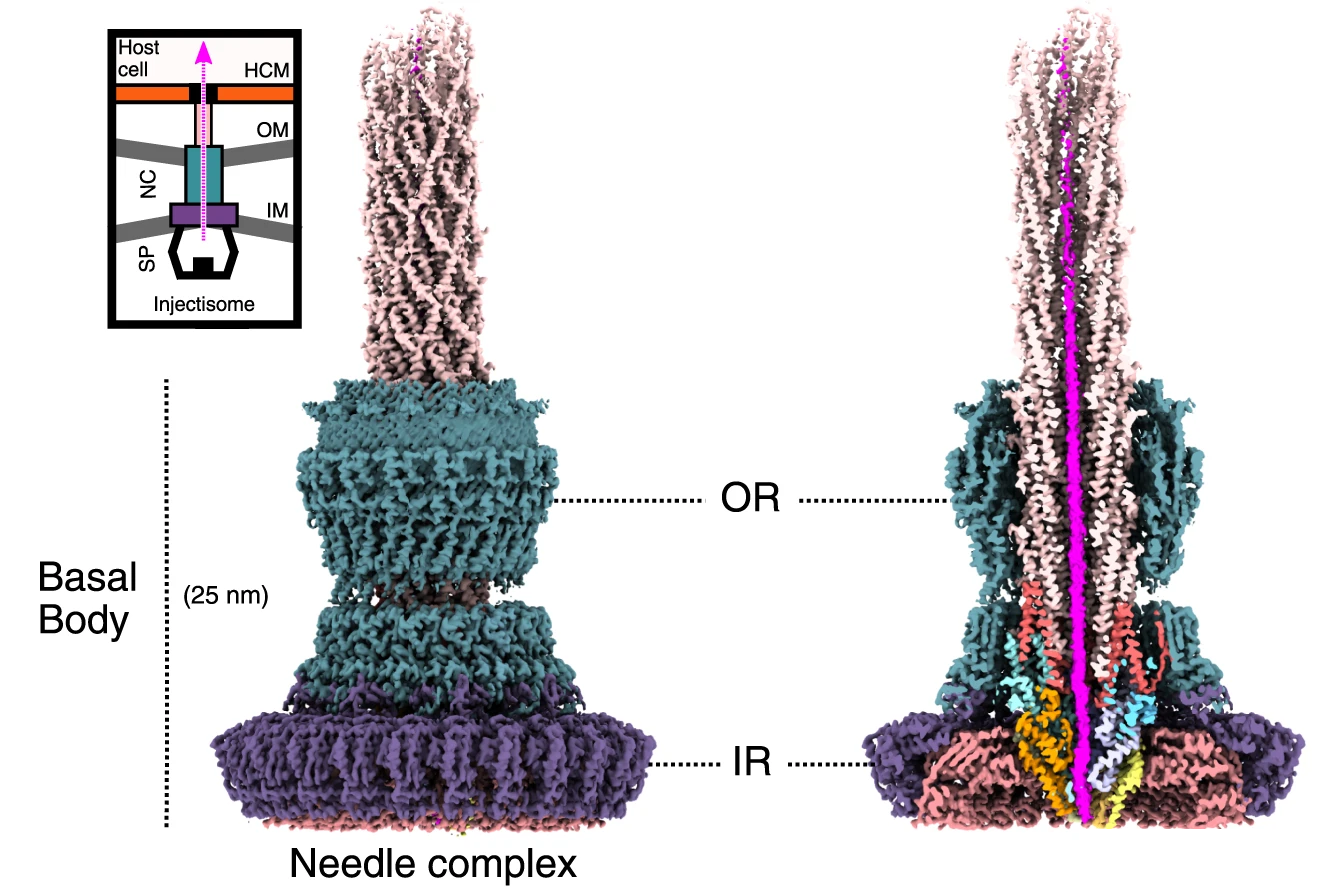 Host
cell
HCM
OM
NC
IM
SP
Injectisome
OR
Basal
Body
(25 nm)
IR
Needle complex